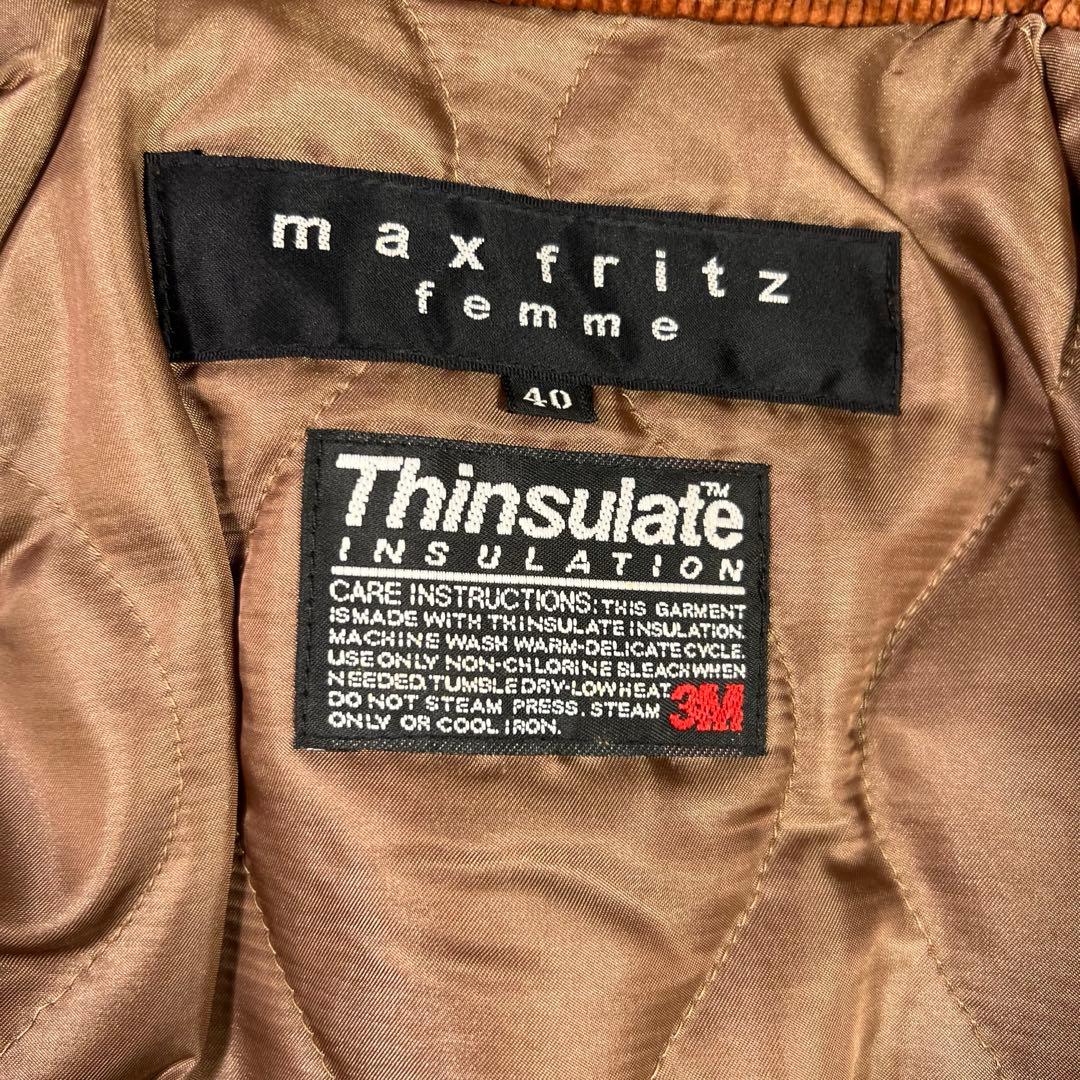 max fritz
femme
40
Thinsulate™
INSULATION
CARE INSTRUCTIONS: THIS GARMENT
IS MADE WITH THINSULATE INSULATION.
MACHINE WASH WARM-DELICATE CYCLE.
USE ONLY NON-CHLORINE BLEACH WHEN
NEEDED. TUMBLE DRY-LOW HEAT.
DO NOT STEAM PRESS. STEAM
ONLY OR COOL IRON.
3M